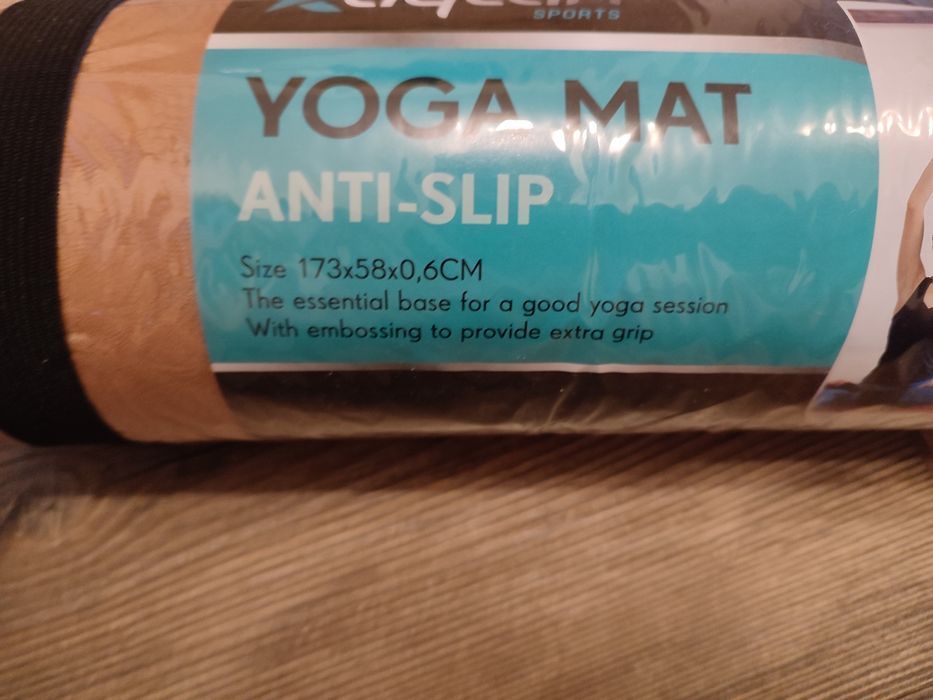 SPORTS
YOGA MAT
ANTI-SLIP
Size 173x58x0,6CM
The essential base for a good yoga session
With embossing to provide extra grip